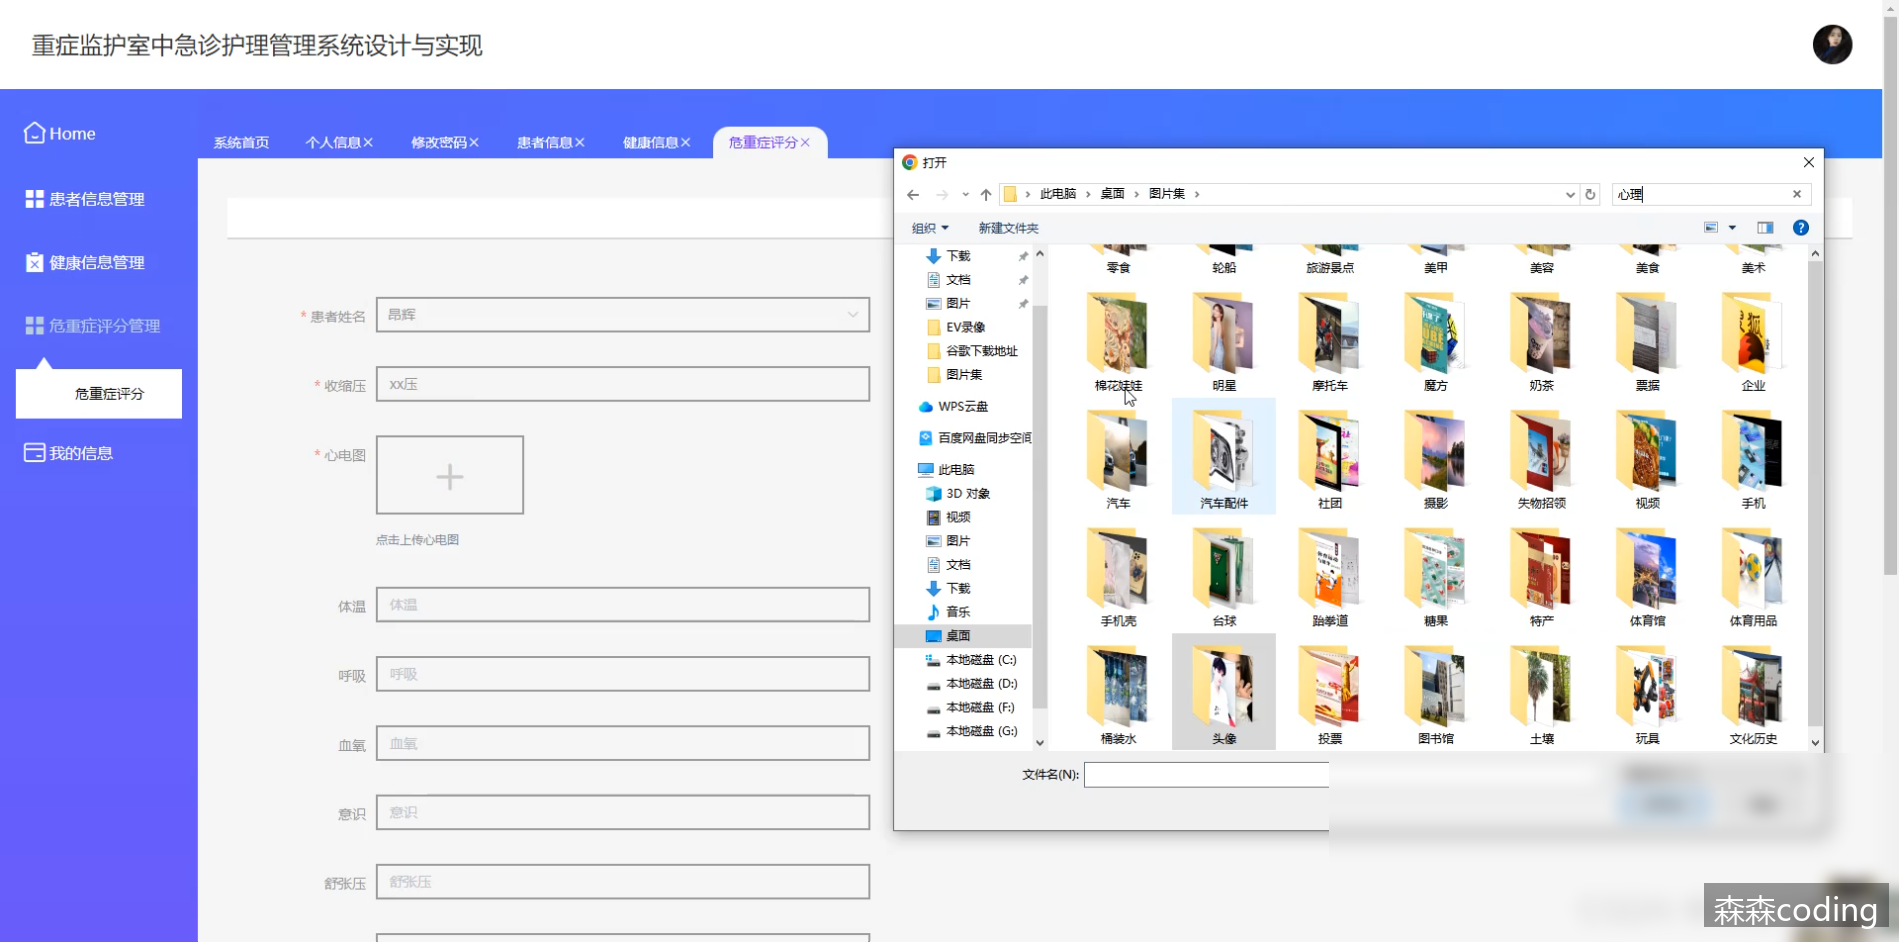 重症监护室中急诊护理管理系统设计与实现
Home
系统首页
个人信息×
修改密码×
患者信息×
健康信息×
危重症评分×
患者信息管理
健康信息管理
危重症评分管理
危重症评分
我的信息
* 患者姓名
昂辉
* 收缩压
xx压
* 心电图
点击上传心电图
体温
体温
呼吸
呼吸
血氧
血氧
意识
意识
舒张压
舒张压
打开
此电脑 › 桌面 › 图片集 ›
心理
组织
新建文件夹
下载
文档
图片
EV录像
谷歌下载地址
图片集
WPS云盘
百度网盘同步空间
此电脑
3D 对象
视频
图片
文档
下载
音乐
桌面
本地磁盘 (C:)
本地磁盘 (D:)
本地磁盘 (F:)
本地磁盘 (G:)
零食 轮船 旅游景点 美甲 美容 美食 美术
棉花娃娃 明星 摩托车 魔方 奶茶 票据 企业
汽车 汽车配件 社团 摄影 失物招领 视频 手机
手机壳 台球 跆拳道 糖果 特产 体育馆 体育用品
桶装水 头像 投票 图书馆 土壤 玩具 文化历史
文件名(N):
森森coding